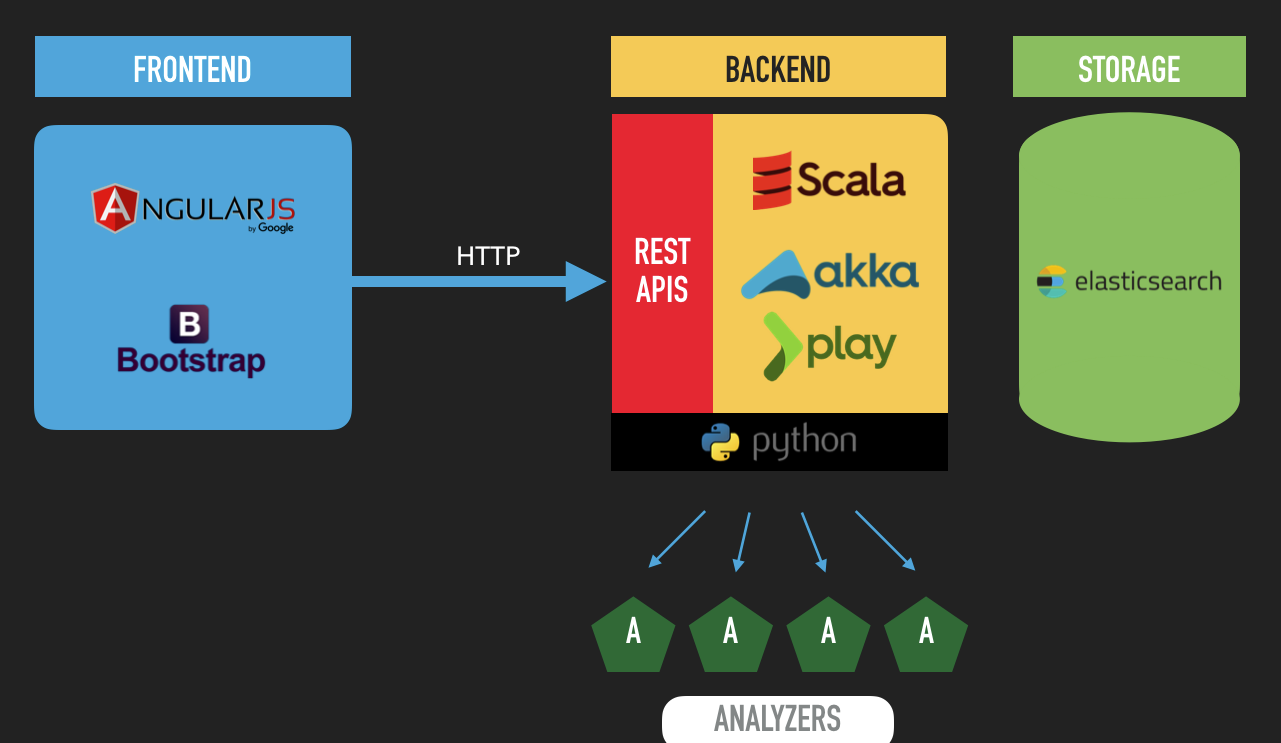 FRONTEND
BACKEND
STORAGE
ANGULARJS
by Google
B
Bootstrap
HTTP
REST
APIS
Scala
akka
play
python
elasticsearch
A
A
A
A
ANALYZERS